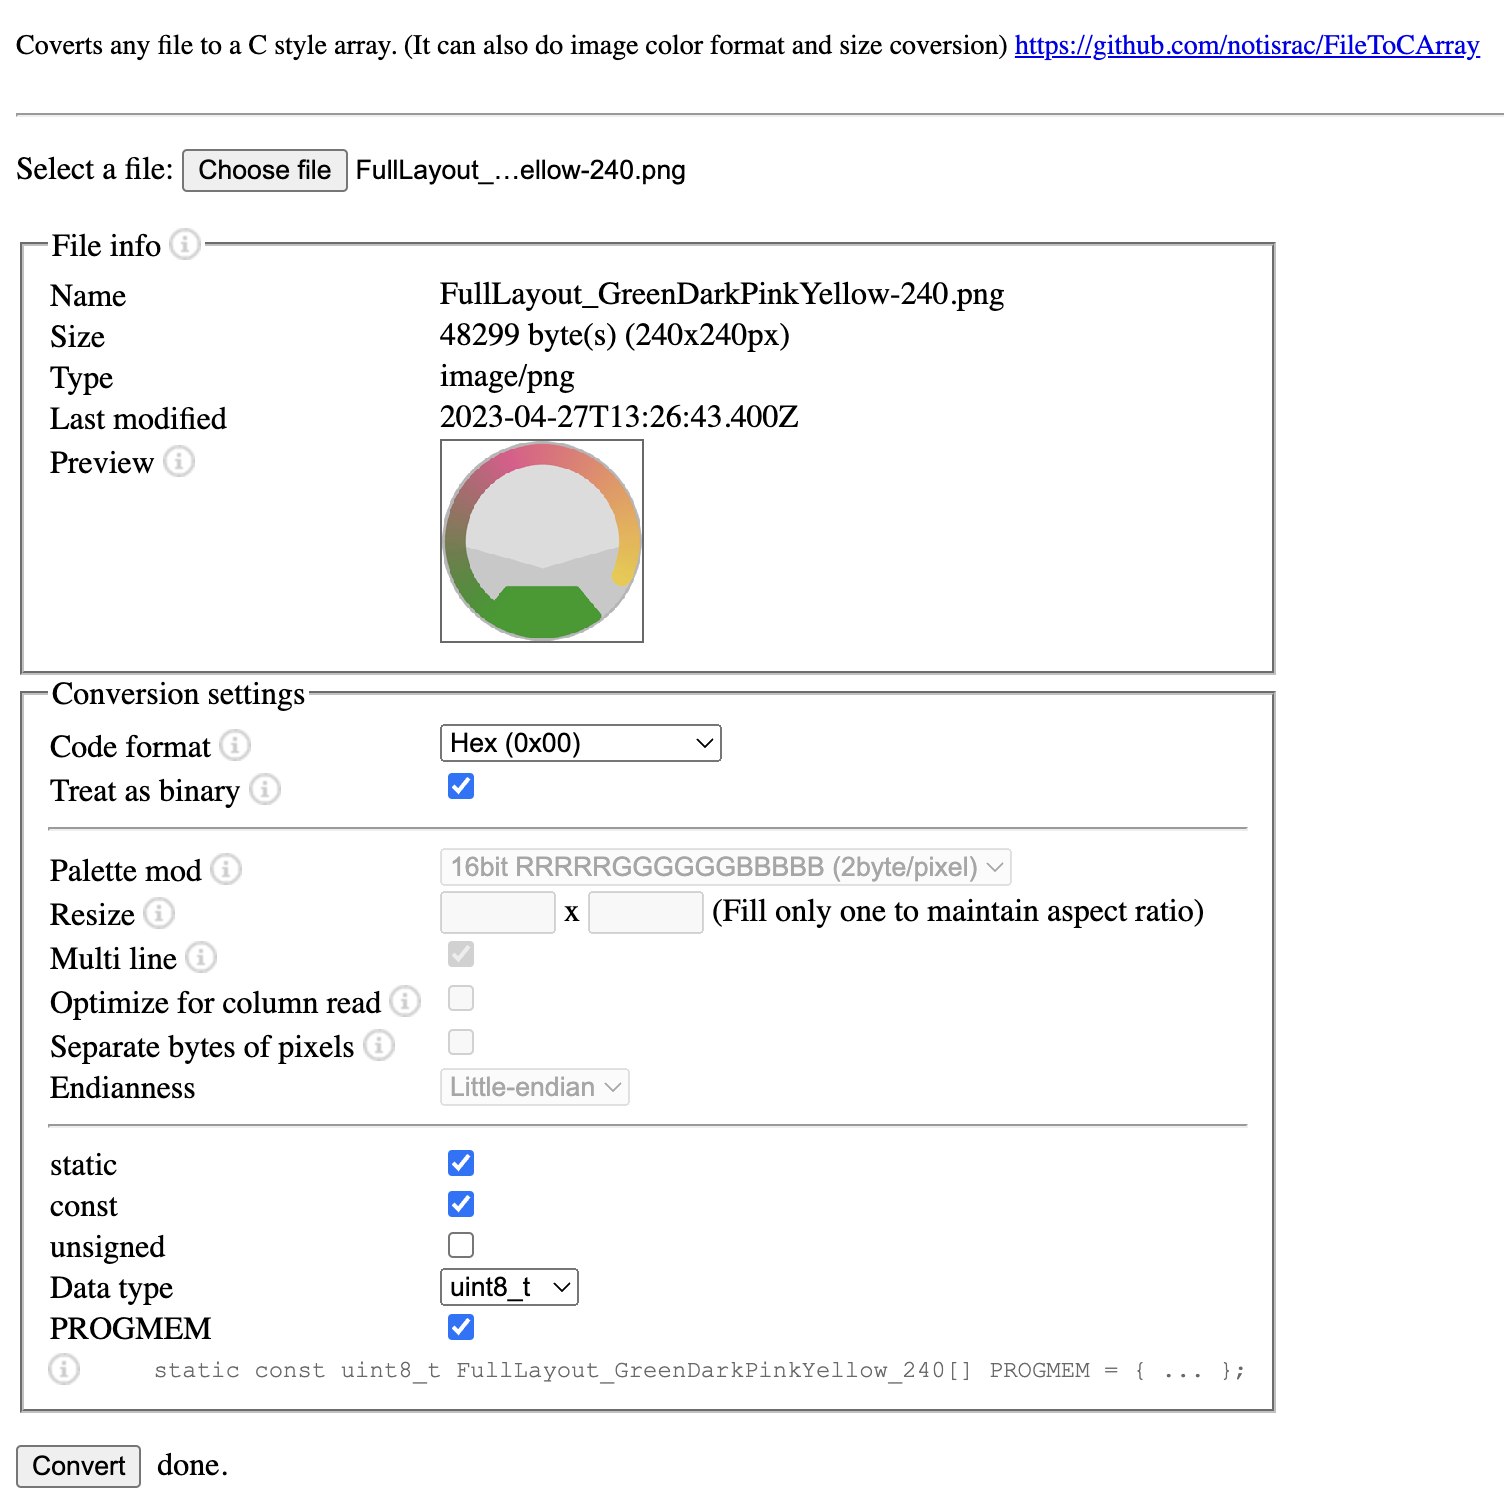 Coverts any file to a C style array. (It can also do image color format and size coversion) https://github.com/notisrac/FileToCArray
Select a file: Choose file FullLayout_...ellow-240.png
File info
Name FullLayout_GreenDarkPinkYellow-240.png
Size 48299 byte(s) (240x240px)
Type image/png
Last modified 2023-04-27T13:26:43.400Z
Preview
Conversion settings
Code format Hex (0x00)
Treat as binary
Palette mod 16bit RRRRRGGGGGGBBBBB (2byte/pixel)
Resize x (Fill only one to maintain aspect ratio)
Multi line
Optimize for column read
Separate bytes of pixels
Endianness Little-endian
static
const
unsigned
Data type uint8_t
PROGMEM
static const uint8_t FullLayout_GreenDarkPinkYellow_240[] PROGMEM = { ... };
Convert done.